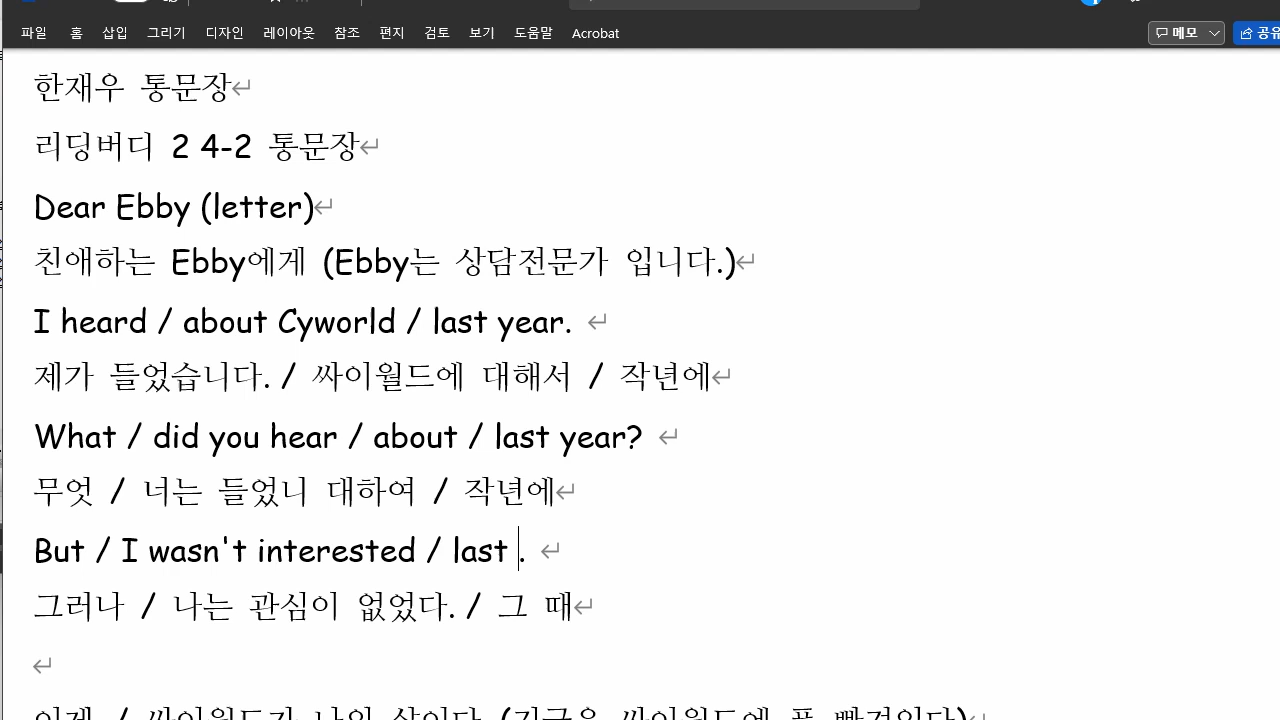 파일 홈 삽입 그리기 디자인 레이아웃 참조 편지 검토 보기 도움말 Acrobat 메모 공유
한재우 통문장
리딩버디 2 4-2 통문장
Dear Ebby (letter)
친애하는 Ebby에게 (Ebby는 상담전문가 입니다.)
I heard / about Cyworld / last year.
제가 들었습니다. / 싸이월드에 대해서 / 작년에
What / did you hear / about / last year?
무엇 / 너는 들었니 대하여 / 작년에
But / I wasn't interested / last .
그러나 / 나는 관심이 없었다. / 그 때